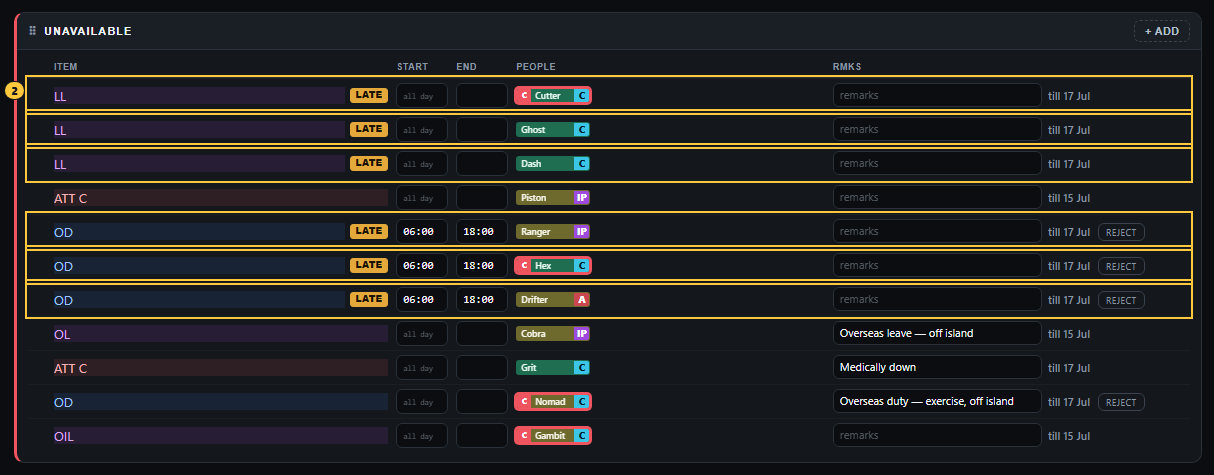 ⠿ UNAVAILABLE + ADD
ITEM START END PEOPLE RMKS
2
LL LATE all day C Cutter C remarks till 17 Jul
LL LATE all day Ghost C remarks till 17 Jul
LL LATE all day Dash C remarks till 17 Jul
ATT C all day Piston IP remarks till 15 Jul
OD LATE 06:00 18:00 Ranger IP remarks till 17 Jul REJECT
OD LATE 06:00 18:00 C Hex C remarks till 17 Jul REJECT
OD LATE 06:00 18:00 Drifter A remarks till 17 Jul REJECT
OL all day Cobra IP Overseas leave — off island till 15 Jul
ATT C all day Grit C Medically down till 17 Jul
OD all day C Nomad C Overseas duty — exercise, off island till 17 Jul REJECT
OIL all day C Gambit C remarks till 15 Jul